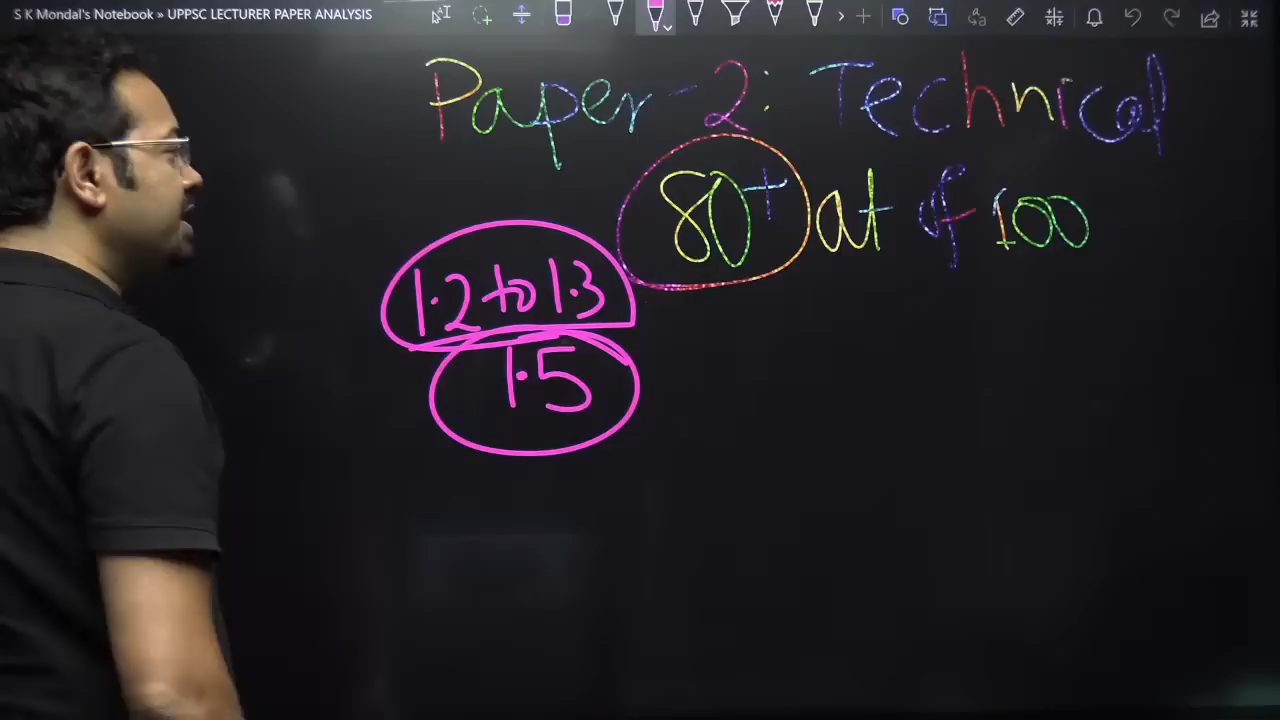 S K Mondal's Notebook » UPPSC LECTURER PAPER ANALYSIS
Paper-2: Technical
80+ at of 100
1.2 to 1.3
1.5